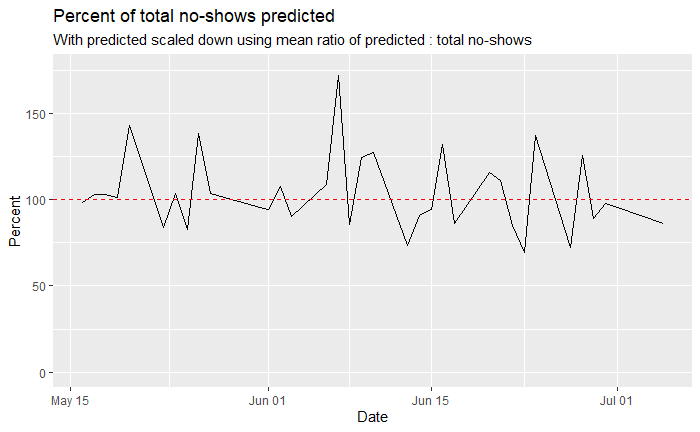 Percent of total no-shows predicted
With predicted scaled down using mean ratio of predicted : total no-shows
150
100
50
0
Percent
May 15
Jun 01
Jun 15
Jul 01
Date